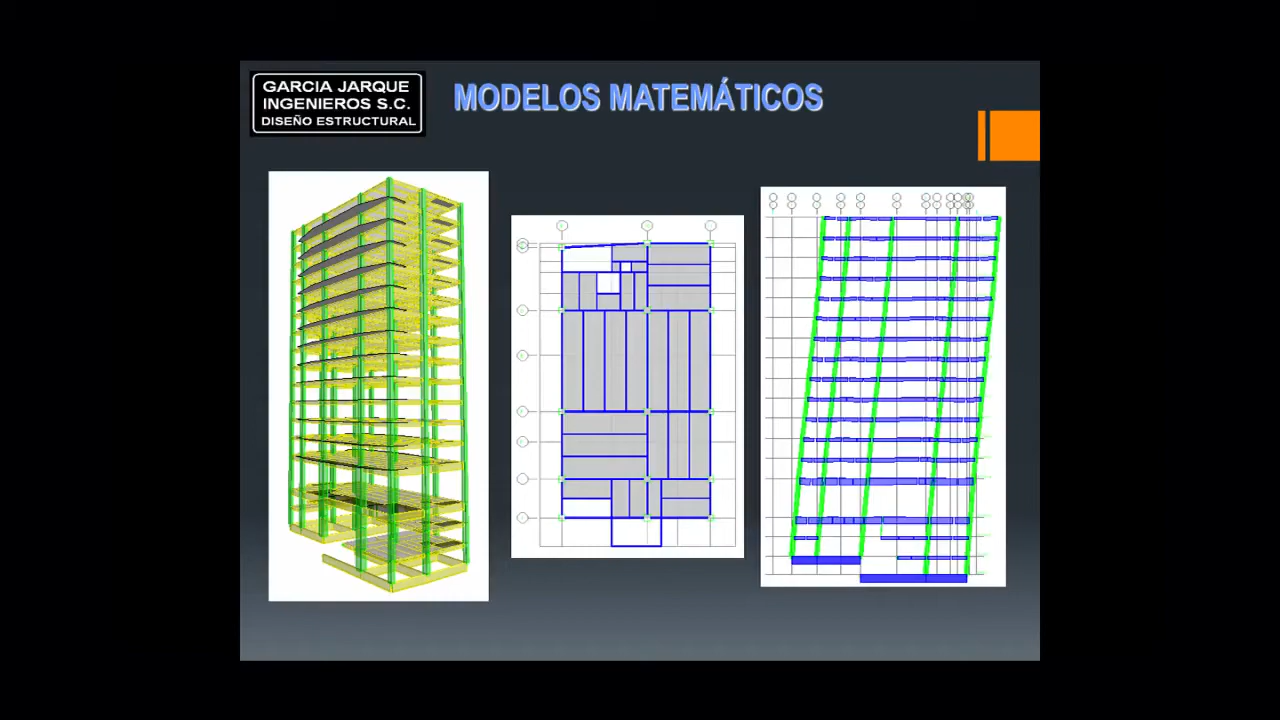 GARCIA JARQUE
INGENIEROS S.C.
DISEÑO ESTRUCTURAL
MODELOS MATEMÁTICOS